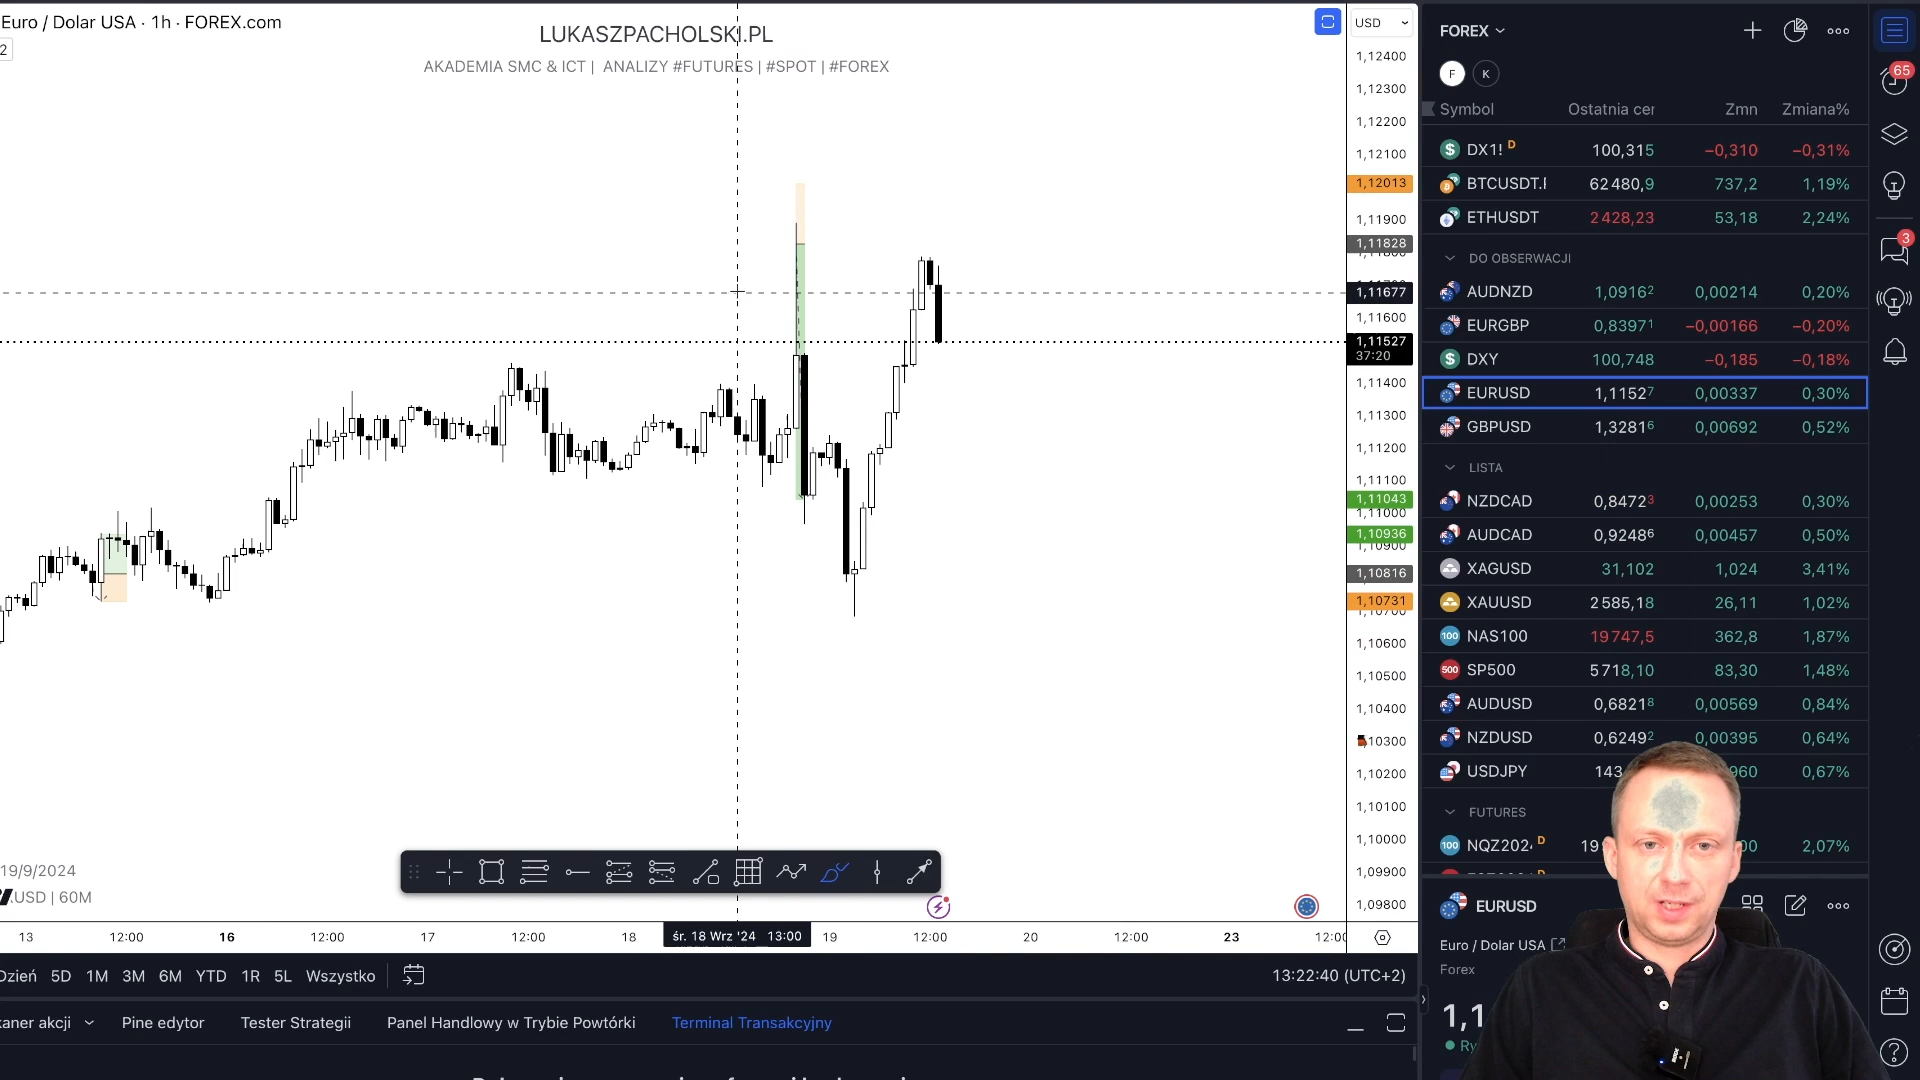 Euro / Dolar USA · 1h · FOREX.com
2
LUKASZPACHOLSKI.PL
AKADEMIA SMC & ICT | ANALIZY #FUTURES | #SPOT | #FOREX
USD
1,12400
1,12300
1,12200
1,12100
1,12013
1,11900
1,11828
1,11677
1,11600
1,11527
37:20
1,11400
1,11300
1,11200
1,11100
1,11043
1,11000
1,10936
1,10900
1,10816
1,10731
1,10700
1,10600
1,10500
1,10400
10300
1,10200
1,10100
1,10000
1,09900
1,09800
19/9/2024
USD | 60M
13 12:00 16 12:00 17 12:00 18 śr. 18 Wrz '24 13:00 19 12:00 20 12:00 23 12:00
Dzień 5D 1M 3M 6M YTD 1R 5L Wszystko
13:22:40 (UTC+2)
aner akcji Pine edytor Tester Strategii Panel Handlowy w Trybie Powtórki Terminal Transakcyjny
FOREX
F K
Symbol Ostatnia cer Zmn Zmiana%
DX1! D 100,315 −0,310 −0,31%
BTCUSDT.F 62 480,9 737,2 1,19%
ETHUSDT 2 428,23 53,18 2,24%
DO OBSERWACJI
AUDNZD 1,09162 0,00214 0,20%
EURGBP 0,83971 −0,00166 −0,20%
DXY 100,748 −0,185 −0,18%
EURUSD 1,11527 0,00337 0,30%
GBPUSD 1,32816 0,00692 0,52%
LISTA
NZDCAD 0,84723 0,00253 0,30%
AUDCAD 0,92486 0,00457 0,50%
XAGUSD 31,102 1,024 3,41%
XAUUSD 2 585,18 26,11 1,02%
100 NAS100 19 747,5 362,8 1,87%
500 SP500 5 718,10 83,30 1,48%
AUDUSD 0,68218 0,00569 0,84%
NZDUSD 0,62492 0,00395 0,64%
USDJPY 143 960 0,67%
FUTURES
100 NQZ2024 D 19 00 2,07%
EURUSD
Euro / Dolar USA
Forex
1,1
Ry
65
3